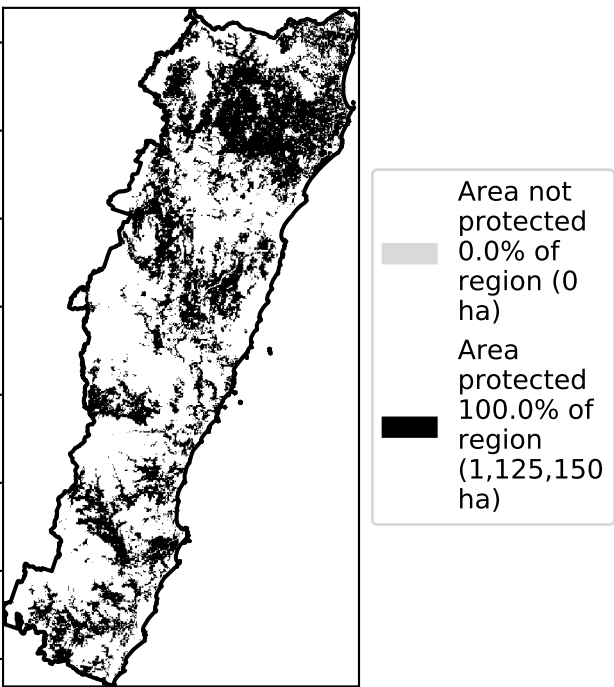 Area not
protected
0.0% of
region (0
ha)
Area
protected
100.0% of
region
(1,125,150
ha)